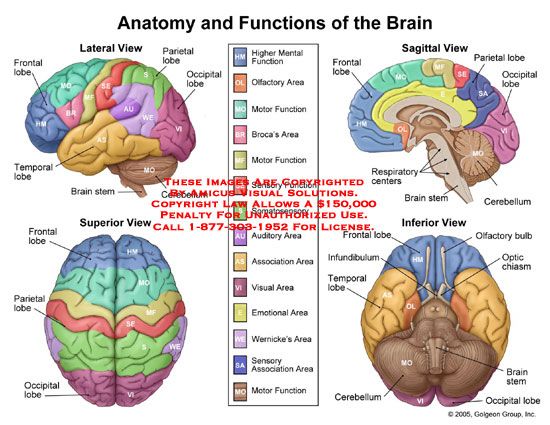 Anatomy and Functions of the Brain
Lateral View
Frontal
lobe
Parietal
lobe
Occipital
lobe
Temporal
lobe
Brain stem
Cerebellum
HM
MO
BR
MF
SE
S
AU
WE
AS
VI
MO
HM Higher Mental
Function
OL Olfactory Area
MO Motor Function
BR Broca's Area
MF Motor Function
Sensory Function
Somatosensory
AU Auditory Area
AS Association Area
VI Visual Area
E Emotional Area
WE Wernicke's Area
SA Sensory
Association Area
MO Motor Function
Sagittal View
Frontal
lobe
Parietal lobe
Occipital
lobe
Respiratory
centers
Brain stem
Cerebellum
HM
MO
MF
SE
SA
E
OL
VI
MO
These Images Are Copyrighted
By Amicus Visual Solutions.
Copyright Law Allows A $150,000
Penalty For Unauthorized Use.
Call 1-877-303-1952 For License.
Superior View
Frontal
lobe
Parietal
lobe
Occipital
lobe
HM
MO
MF
SE
S
WE
VI
Inferior View
Frontal lobe
Infundibulum
Temporal
lobe
Olfactory bulb
Optic
chiasm
Brain
stem
Cerebellum
Occipital lobe
HM
AS
OL
MO
VI
© 2005, Golgeon Group, Inc.